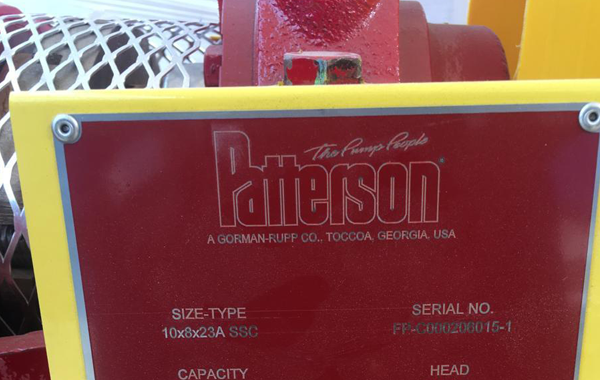 The Pump People
Patterson®
A GORMAN-RUPP CO., TOCCOA, GEORGIA, USA
SIZE-TYPE
10x8x23A SSC
SERIAL NO.
FP-C000206015-1
CAPACITY
HEAD